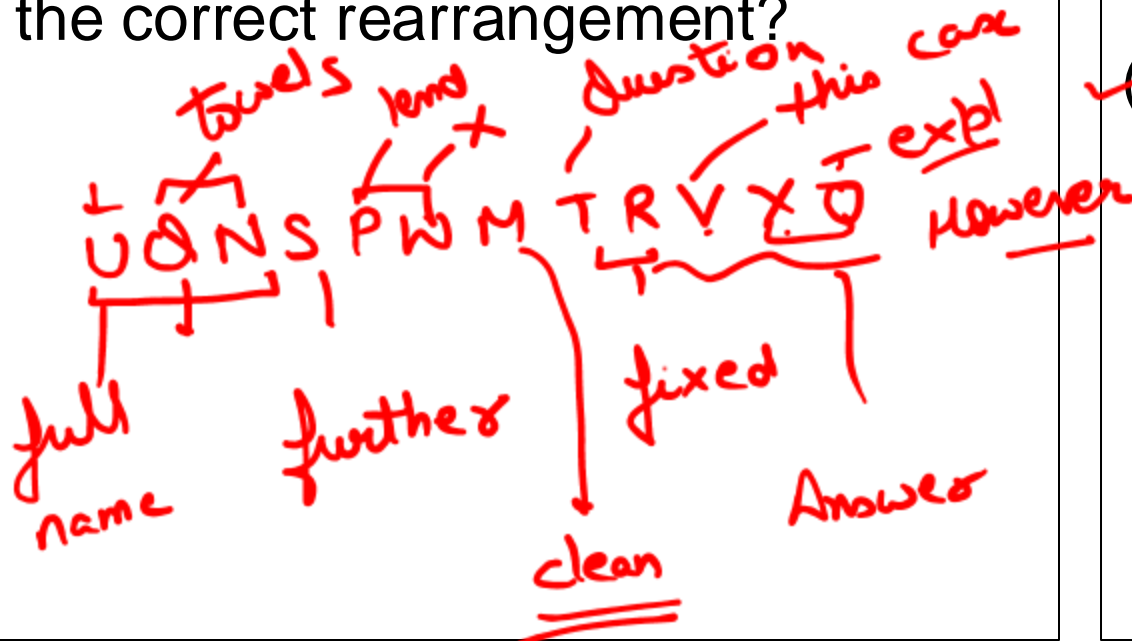 the correct rearrangement?
towels lend x Question this case
expl
U Q N S P W M T R V X O However
full name further fixed Answer
clean